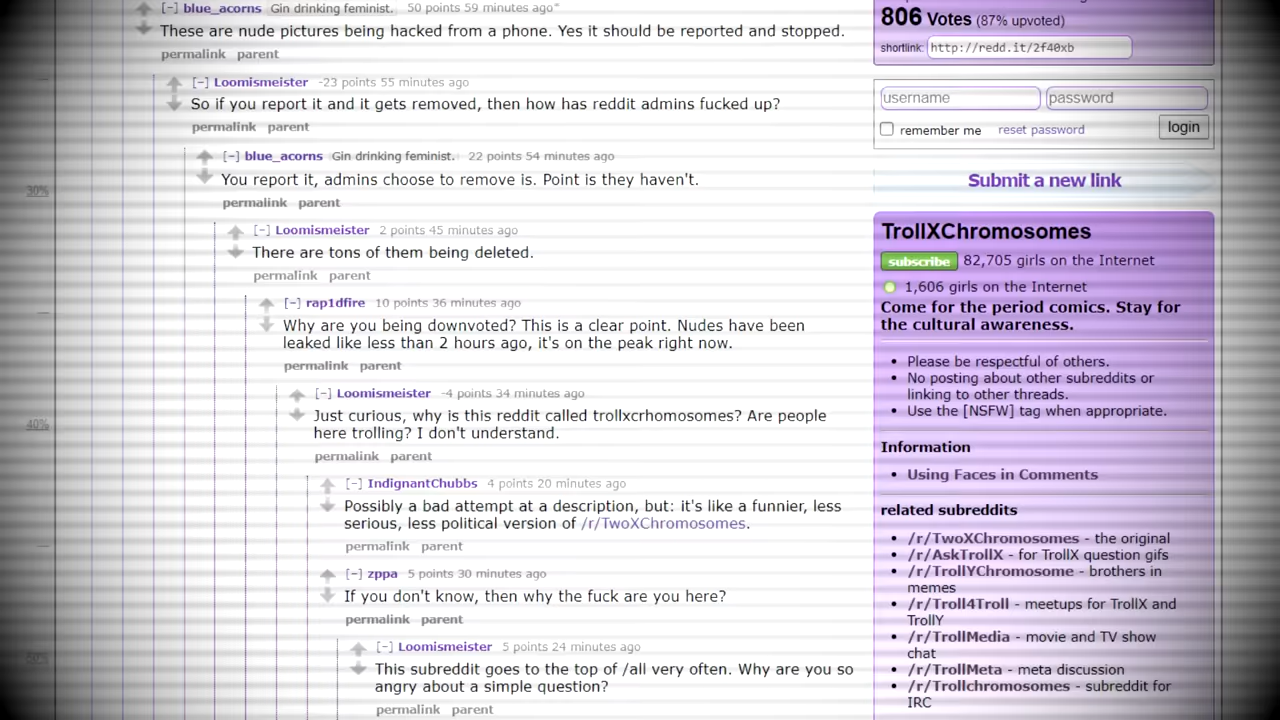 [−] blue_acorns Gin drinking feminist. 50 points 59 minutes ago*
These are nude pictures being hacked from a phone. Yes it should be reported and stopped.
permalink parent
[−] Loomismeister -23 points 55 minutes ago
So if you report it and it gets removed, then how has reddit admins fucked up?
permalink parent
[−] blue_acorns Gin drinking feminist. 22 points 54 minutes ago
You report it, admins choose to remove is. Point is they haven't.
permalink parent
[−] Loomismeister 2 points 45 minutes ago
There are tons of them being deleted.
permalink parent
[−] rap1dfire 10 points 36 minutes ago
Why are you being downvoted? This is a clear point. Nudes have been
leaked like less than 2 hours ago, it's on the peak right now.
permalink parent
[−] Loomismeister -4 points 34 minutes ago
Just curious, why is this reddit called trollxcrhomosomes? Are people
here trolling? I don't understand.
permalink parent
[−] IndignantChubbs 4 points 20 minutes ago
Possibly a bad attempt at a description, but: it's like a funnier, less
serious, less political version of /r/TwoXChromosomes.
permalink parent
[−] zppa 5 points 30 minutes ago
If you don't know, then why the fuck are you here?
permalink parent
[−] Loomismeister 5 points 24 minutes ago
This subreddit goes to the top of /all very often. Why are you so
angry about a simple question?
permalink parent
30%
40%
50%
806 Votes (87% upvoted)
shortlink: http://redd.it/2f40xb
username password
remember me reset password login
Submit a new link
TrollXChromosomes
subscribe 82,705 girls on the Internet
1,606 girls on the Internet
Come for the period comics. Stay for
the cultural awareness.
Please be respectful of others.
No posting about other subreddits or
linking to other threads.
Use the [NSFW] tag when appropriate.
Information
Using Faces in Comments
related subreddits
/r/TwoXChromosomes - the original
/r/AskTrollX - for TrollX question gifs
/r/TrollYChromosome - brothers in
memes
/r/Troll4Troll - meetups for TrollX and
TrollY
/r/TrollMedia - movie and TV show
chat
/r/TrollMeta - meta discussion
/r/Trollchromosomes - subreddit for
IRC